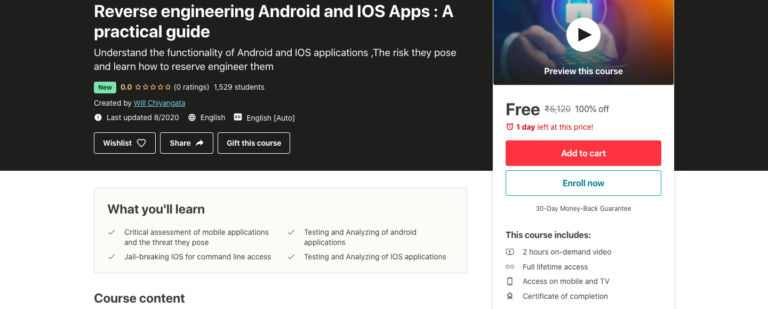 Reverse engineering Android and IOS Apps : A
practical guide
Understand the functionality of Android and IOS applications ,The risk they pose
and learn how to reserve engineer them
New 0.0 (0 ratings) 1,529 students
Created by Will Chiyangata
Last updated 8/2020 English English [Auto]
Wishlist Share Gift this course
Preview this course
Free ₹5,120 100% off
1 day left at this price!
Add to cart
Enroll now
30-Day Money-Back Guarantee
This course includes:
2 hours on-demand video
Full lifetime access
Access on mobile and TV
Certificate of completion
What you'll learn
Critical assessment of mobile applications
and the threat they pose
Jail-breaking IOS for command line access
Testing and Analyzing of android
applications
Testing and Analyzing of IOS applications
Course content